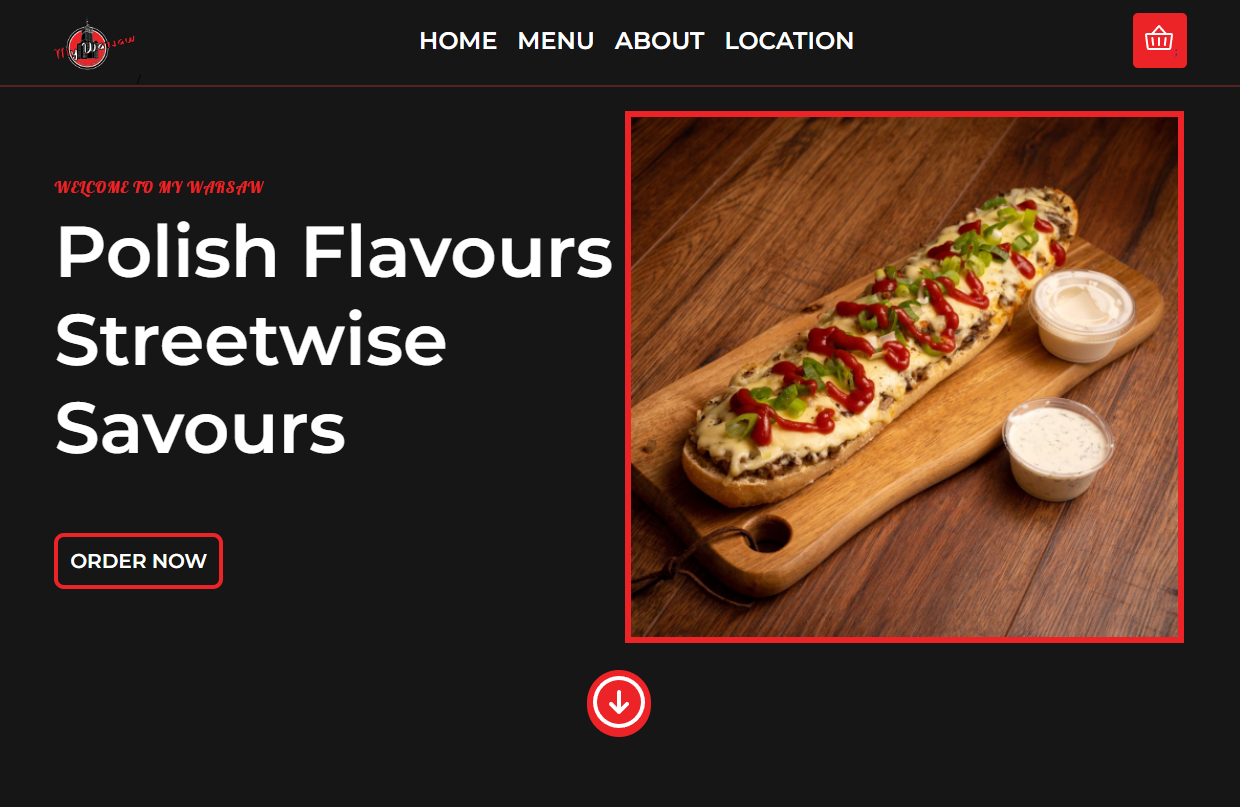 My Warsaw
HOME MENU ABOUT LOCATION
WELCOME TO MY WARSAW
Polish Flavours
Streetwise
Savours
ORDER NOW